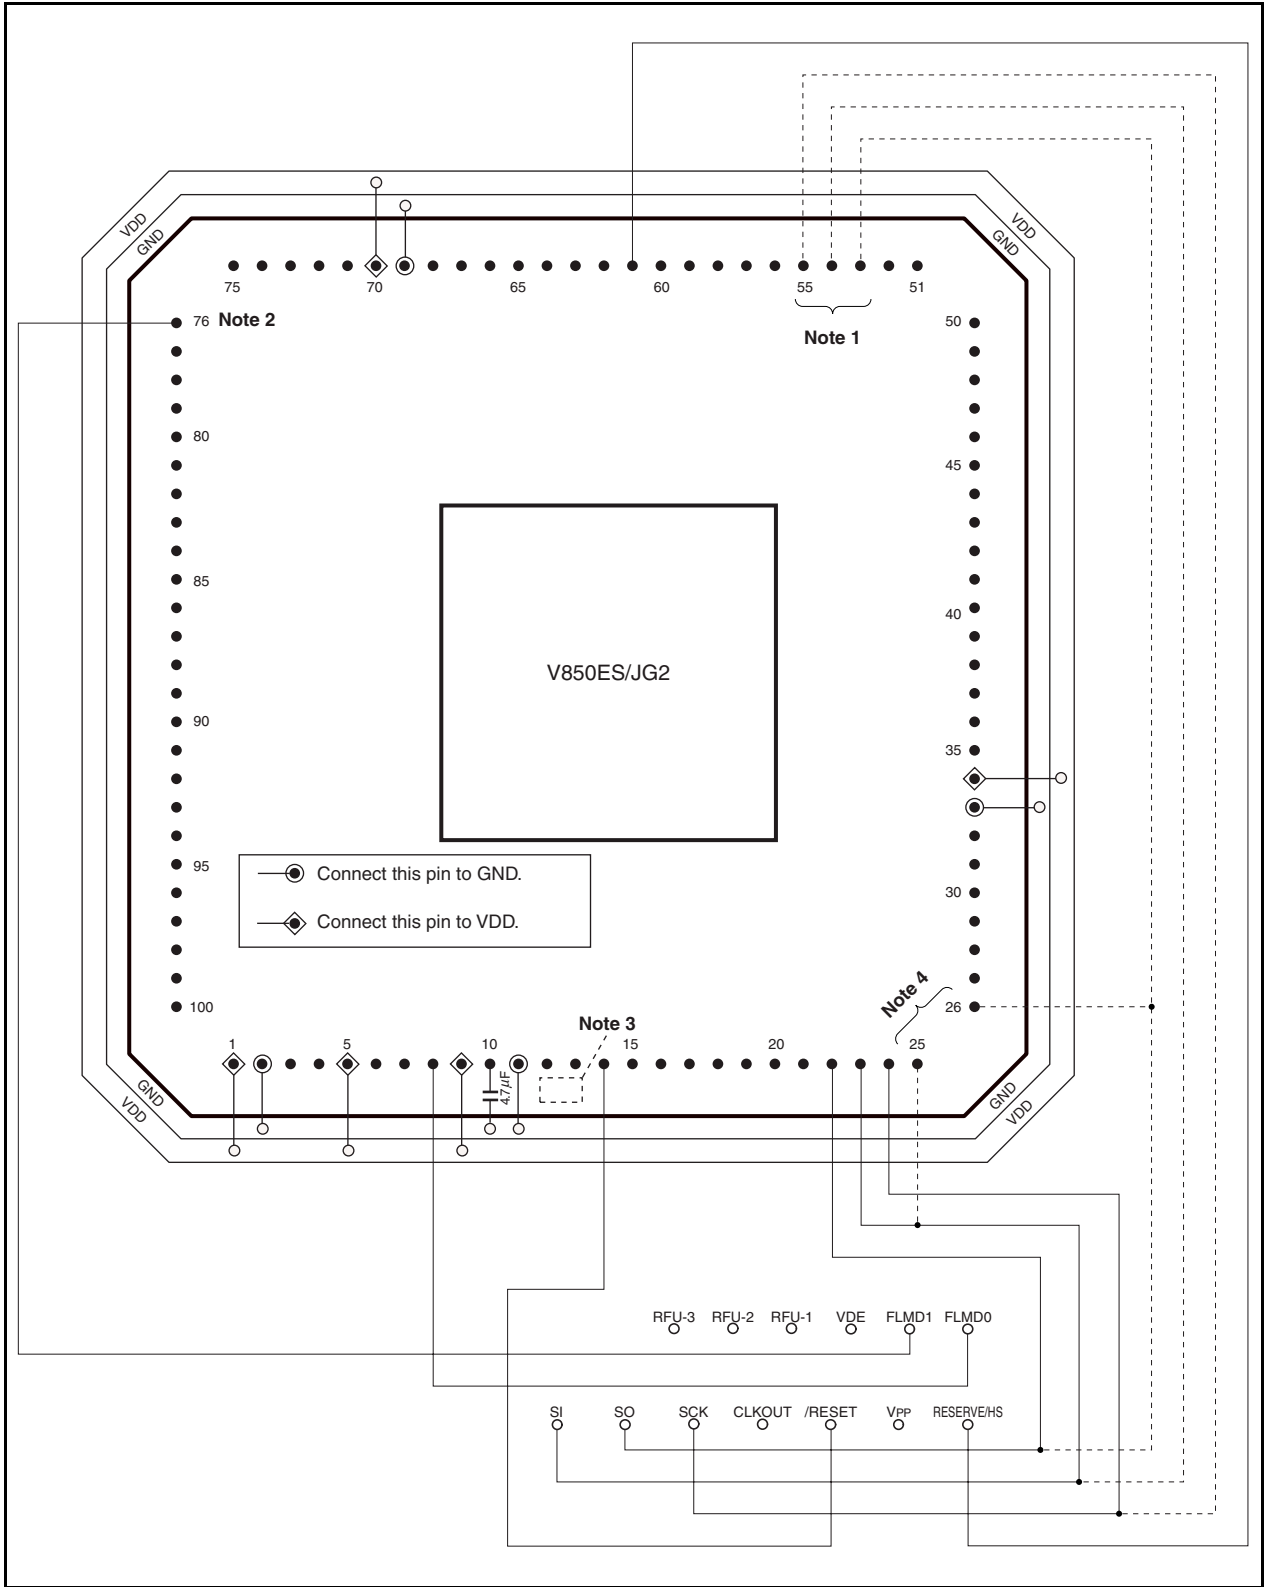 VDD
GND
VDD
GND
75
70
65
60
55
51
Note 1
76 Note 2
50
80
45
85
40
V850ES/JG2
90
35
95
Connect this pin to GND.
30
Connect this pin to VDD.
Note 4
100
26
Note 3
1
5
10
15
20
25
4.7µF
GND
VDD
GND
VDD
RFU-3 RFU-2 RFU-1 VDE FLMD1 FLMD0
SI SO SCK CLKOUT /RESET VPP RESERVE/HS